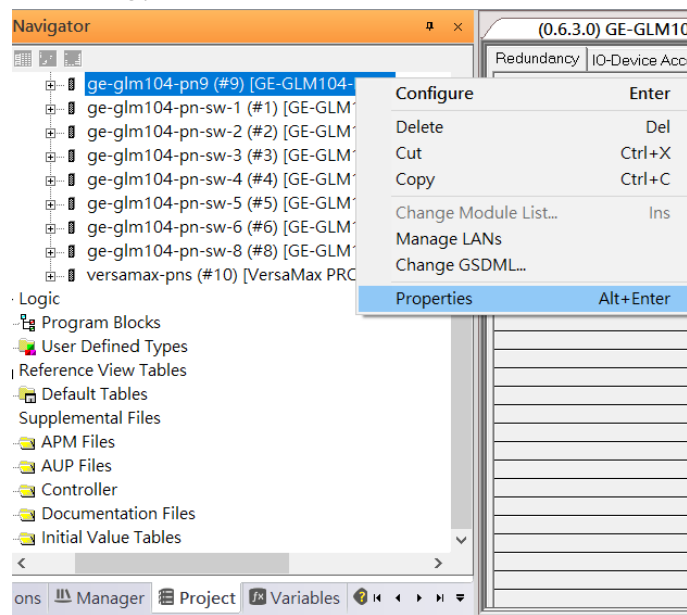 Navigator
(0.6.3.0) GE-GLM10
Redundancy IO-Device Acc
ge-glm104-pn9 (#9) [GE-GLM104-
ge-glm104-pn-sw-1 (#1) [GE-GLM1
ge-glm104-pn-sw-2 (#2) [GE-GLM1
ge-glm104-pn-sw-3 (#3) [GE-GLM1
ge-glm104-pn-sw-4 (#4) [GE-GLM1
ge-glm104-pn-sw-5 (#5) [GE-GLM1
ge-glm104-pn-sw-6 (#6) [GE-GLM1
ge-glm104-pn-sw-8 (#8) [GE-GLM1
versamax-pns (#10) [VersaMax PRO
Logic
Program Blocks
User Defined Types
Reference View Tables
Default Tables
Supplemental Files
APM Files
AUP Files
Controller
Documentation Files
Initial Value Tables
Configure Enter
Delete Del
Cut Ctrl+X
Copy Ctrl+C
Change Module List... Ins
Manage LANs
Change GSDML...
Properties Alt+Enter
ons Manager Project Variables